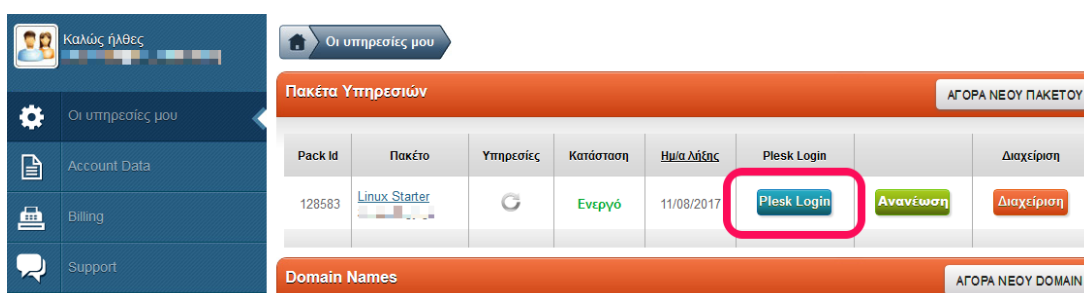 Καλώς ήλθες
Οι υπηρεσίες μου
Πακέτα Υπηρεσιών
ΑΓΟΡΑ ΝΕΟΥ ΠΑΚΕΤΟΥ
Οι υπηρεσίες μου
Account Data
Billing
Support
Pack Id Πακέτο Υπηρεσίες Κατάσταση Ημ/α Λήξης Plesk Login Διαχείριση
128583 Linux Starter Ενεργό 11/08/2017 Plesk Login Ανανέωση Διαχείριση
Domain Names
ΑΓΟΡΑ ΝΕΟΥ DOMAIN